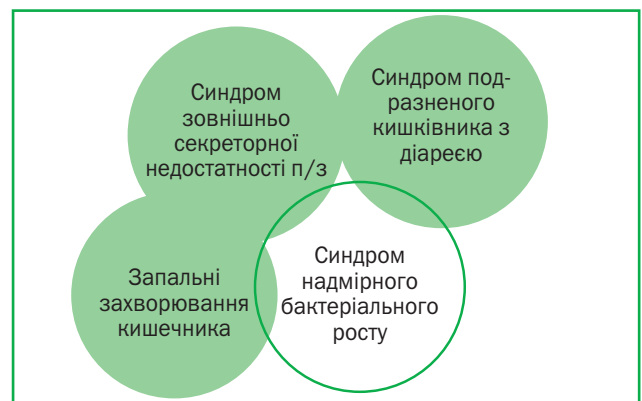 Синдром
зовнішньо
секреторної
недостатності п/з
Синдром под-
разненого
кишківника з
діареєю
Запальні
захворювання
кишечника
Синдром
надмірного
бактеріального
росту